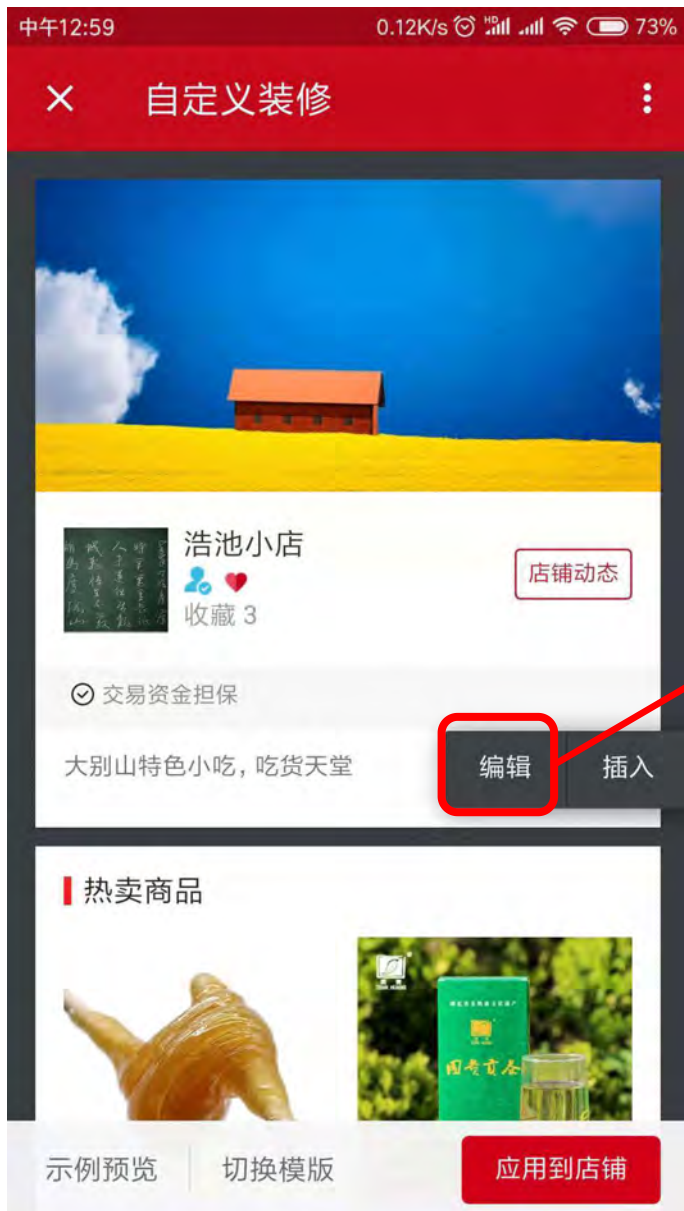 中午12:59
0.12K/s
HD
73%
自定义装修
浩池小店
收藏 3
店铺动态
交易资金担保
大别山特色小吃，吃货天堂
编辑
插入
热卖商品
示例预览
切换模版
应用到店铺